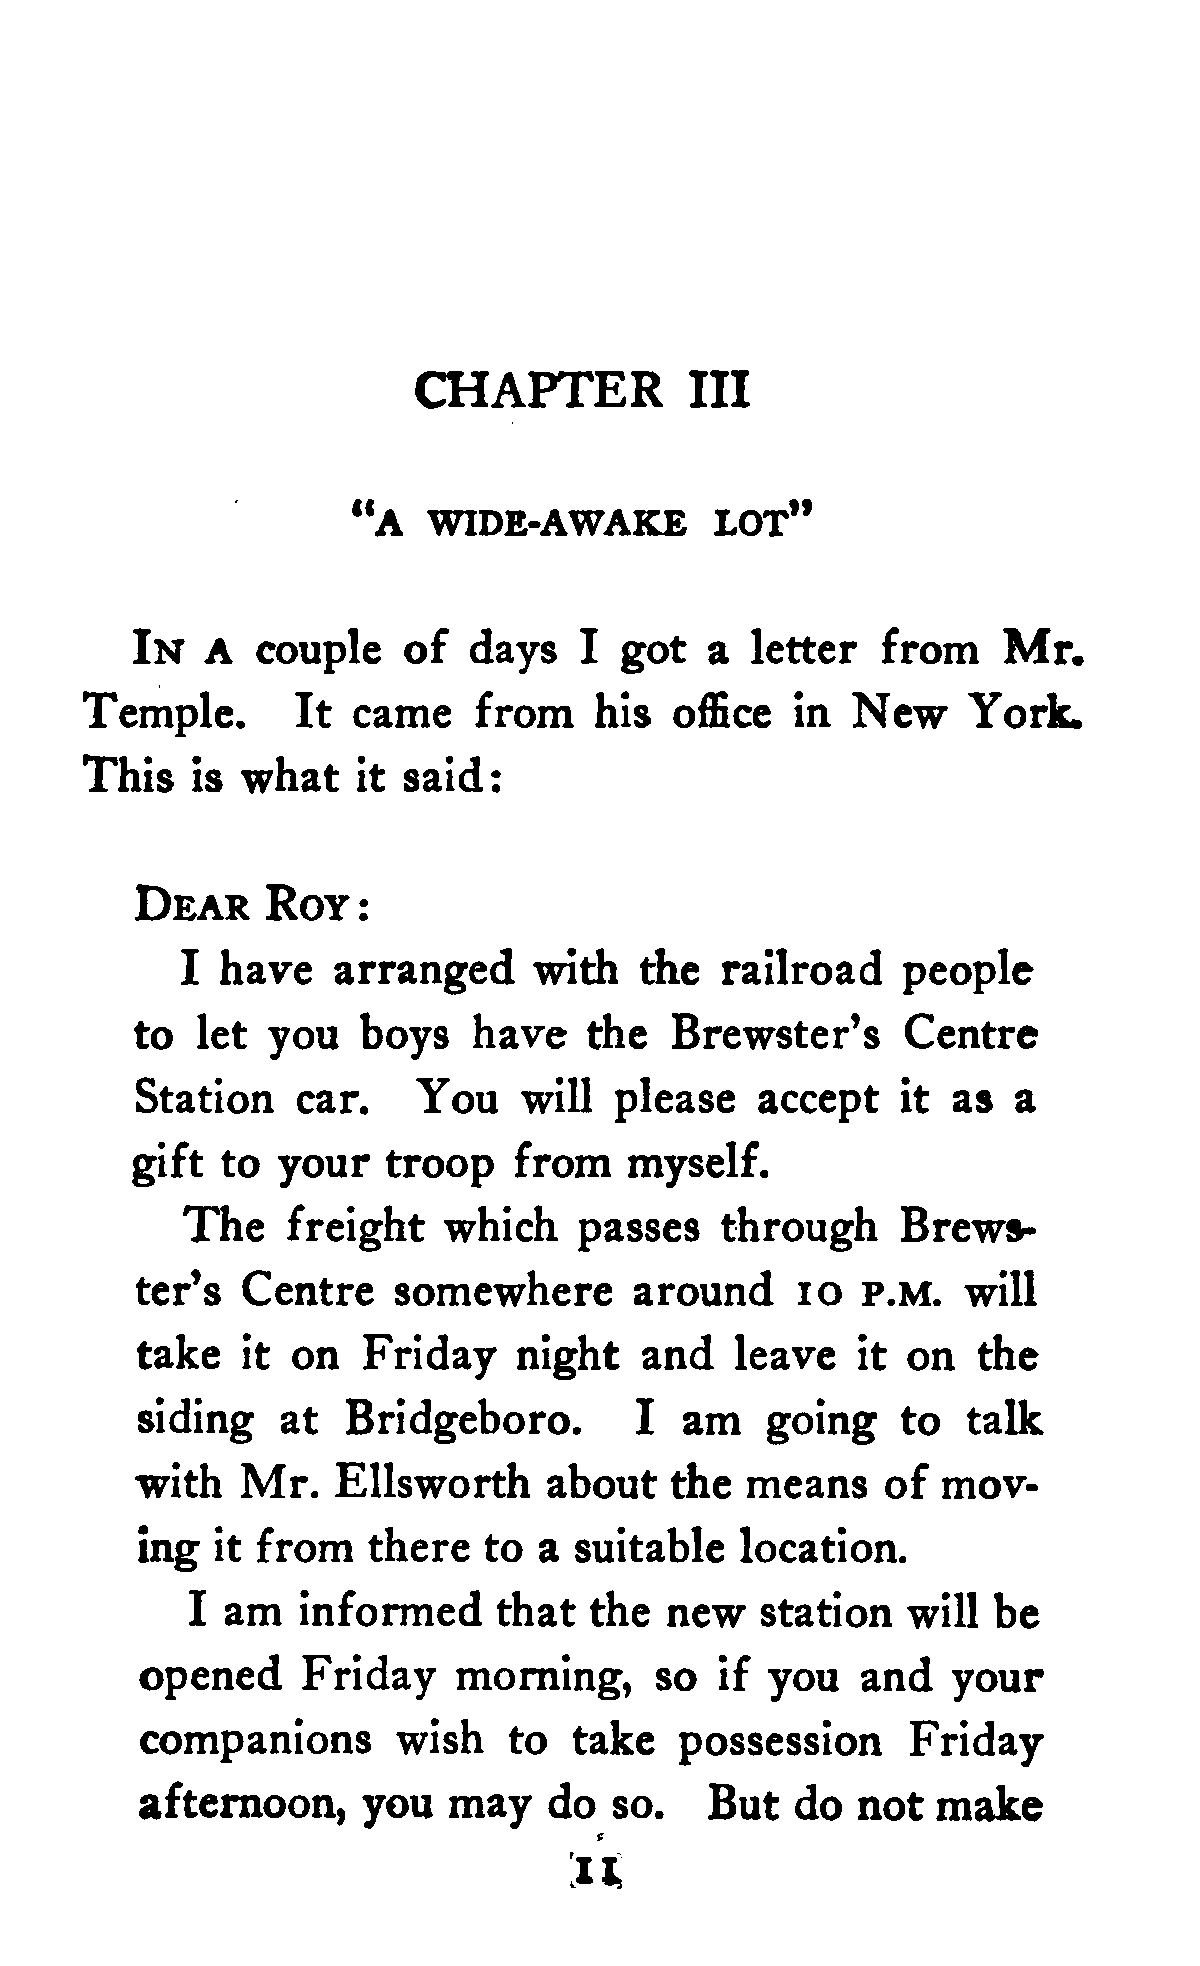 CHAPTER III
“A WIDE-AWAKE LOT”
IN A couple of days I got a letter from Mr.
Temple. It came from his office in New York.
This is what it said:
DEAR ROY:
I have arranged with the railroad people
to let you boys have the Brewster’s Centre
Station car. You will please accept it as a
gift to your troop from myself.
The freight which passes through Brews-
ter’s Centre somewhere around 10 P.M. will
take it on Friday night and leave it on the
siding at Bridgeboro. I am going to talk
with Mr. Ellsworth about the means of mov-
ing it from there to a suitable location.
I am informed that the new station will be
opened Friday morning, so if you and your
companions wish to take possession Friday
afternoon, you may do so. But do not make
11